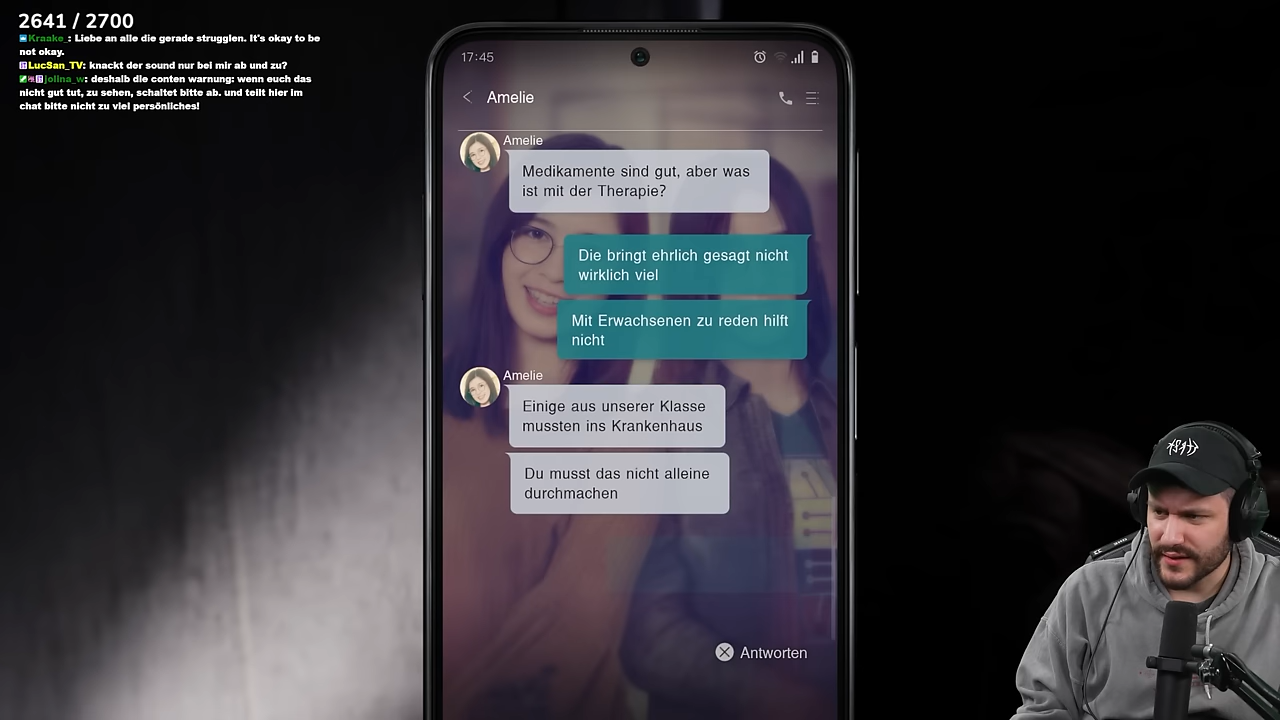 2641 / 2700
Kraake_: Liebe an alle die gerade strugglen. It's okay to be
not okay.
LucSan_TV: knackt der sound nur bei mir ab und zu?
jolina_w: deshalb die conten warnung: wenn euch das
nicht gut tut, zu sehen, schaltet bitte ab. und teilt hier im
chat bitte nicht zu viel persönliches!
17:45
Amelie
Amelie
Medikamente sind gut, aber was
ist mit der Therapie?
Die bringt ehrlich gesagt nicht
wirklich viel
Mit Erwachsenen zu reden hilft
nicht
Amelie
Einige aus unserer Klasse
mussten ins Krankenhaus
Du musst das nicht alleine
durchmachen
Antworten